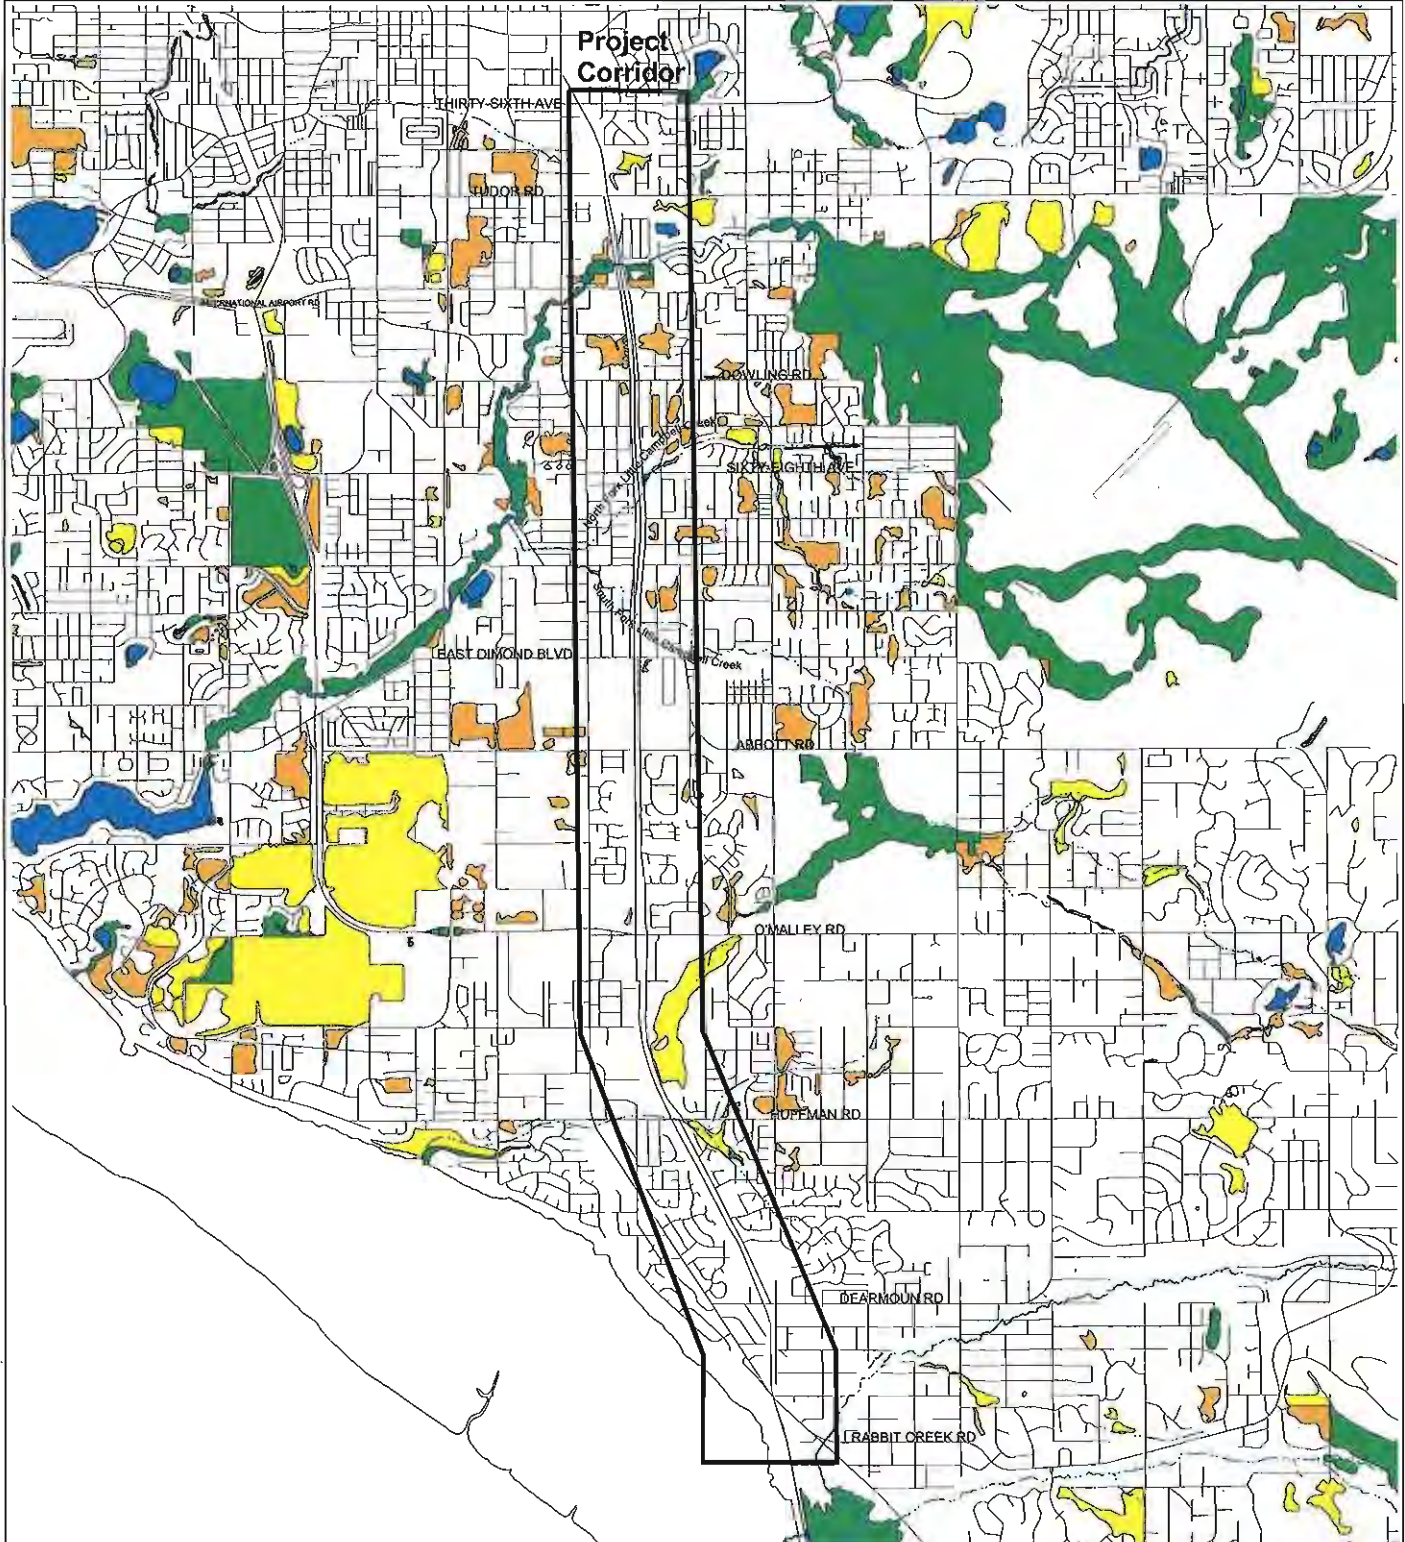 Project
Corridor
THIRTY-SIXTH AVE
TUDOR RD
INTERNATIONAL AIRPORT RD
DOWLING RD
North Fork Little Campbell Creek
SIXTY-EIGHTH AVE
South Fork Little Campbell Creek
EAST DIMOND BLVD
ABBOTT RD
O'MALLEY RD
HUFFMAN RD
DEARMOUN RD
RABBIT CREEK RD